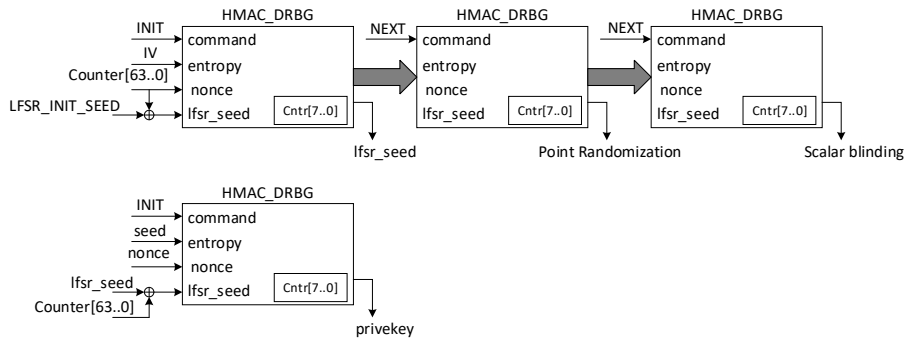 HMAC_DRBG HMAC_DRBG HMAC_DRBG
INIT command NEXT command NEXT command
IV entropy entropy entropy
Counter[63..0] nonce nonce nonce
LFSR_INIT_SEED lfsr_seed Cntr[7..0] lfsr_seed Cntr[7..0] lfsr_seed Cntr[7..0]
lfsr_seed Point Randomization Scalar blinding
HMAC_DRBG
INIT command
seed entropy
nonce nonce
lfsr_seed lfsr_seed Cntr[7..0]
Counter[63..0]
privekey